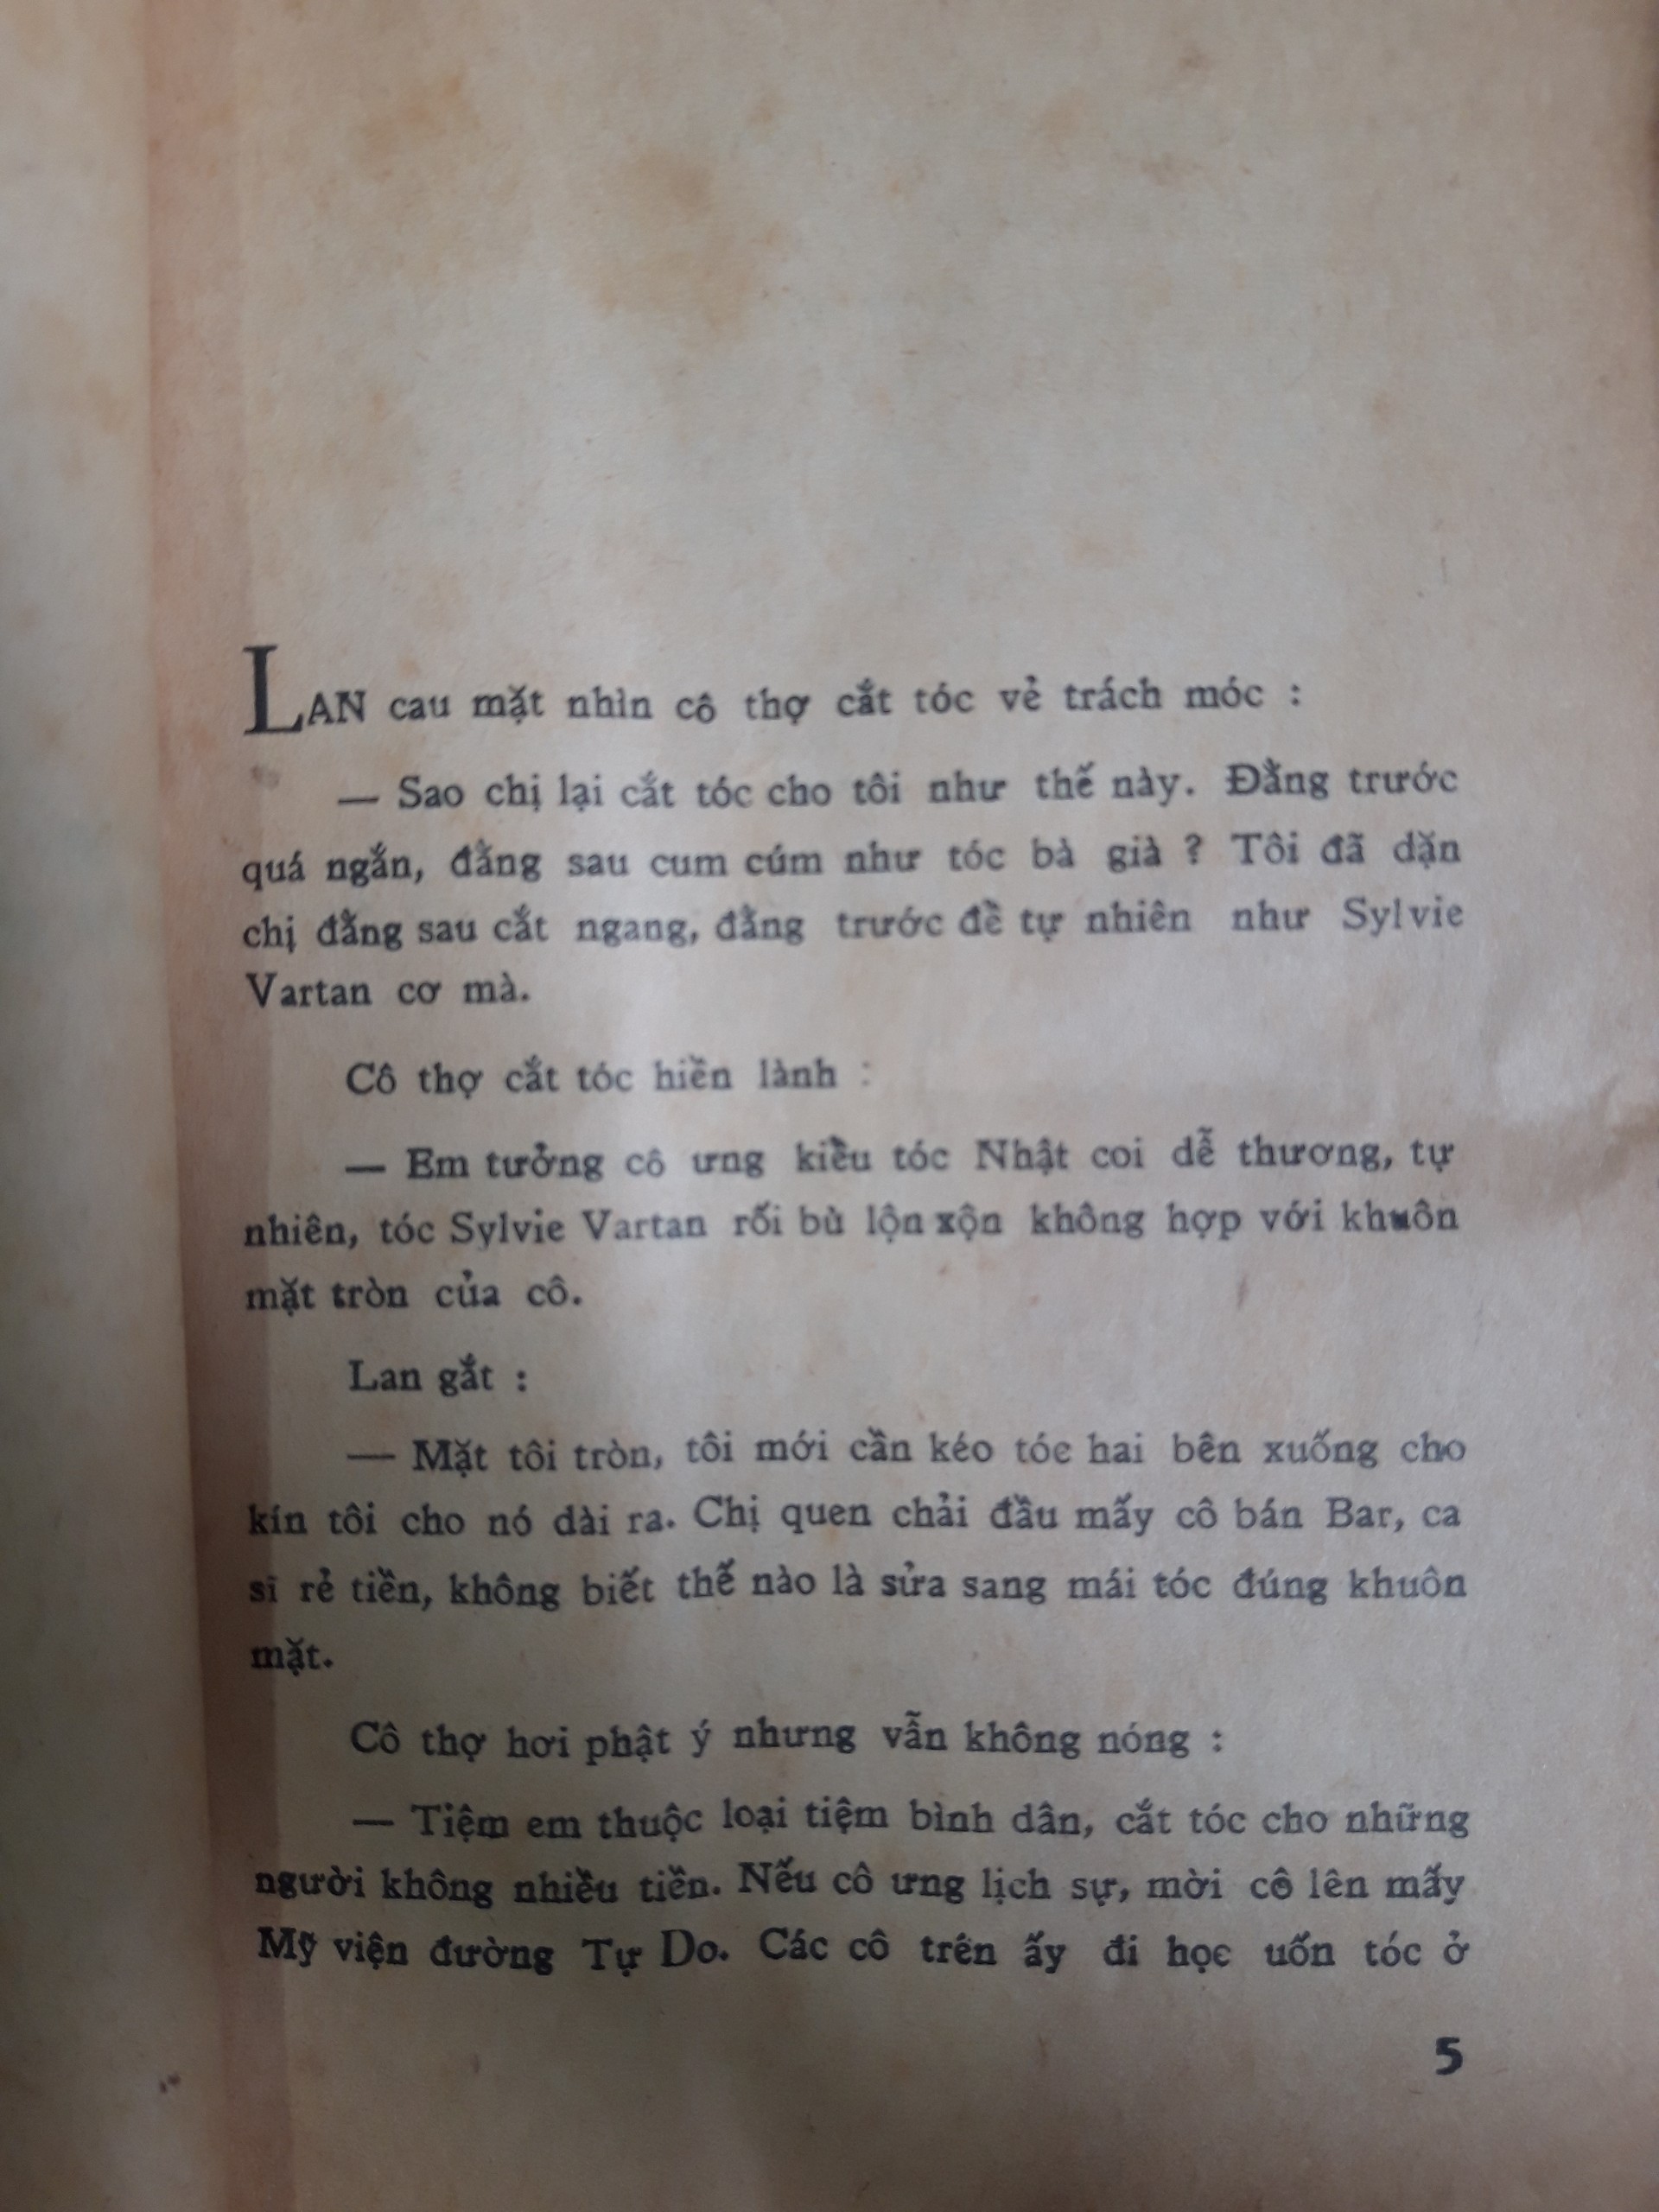 LAN cau mặt nhìn cô thợ cắt tóc vẻ trách móc :
— Sao chị lại cắt tóc cho tôi như thế này. Đằng trước
quá ngắn, đằng sau cum cúm như tóc bà già ? Tôi đã dặn
chị đằng sau cắt ngang, đằng trước để tự nhiên như Sylvie
Vartan cơ mà.
Cô thợ cắt tóc hiền lành :
— Em tưởng cô ưng kiểu tóc Nhật coi dễ thương, tự
nhiên, tóc Sylvie Vartan rối bù lộn xộn không hợp với khuôn
mặt tròn của cô.
Lan gắt :
— Mặt tôi tròn, tôi mới cần kéo tóe hai bên xuống cho
kín tôi cho nó dài ra. Chị quen chải đầu mấy cô bán Bar, ca
sĩ rẻ tiền, không biết thế nào là sửa sang mái tóc đúng khuôn
mặt.
Cô thợ hơi phật ý nhưng vẫn không nóng :
— Tiệm em thuộc loại tiệm bình dân, cắt tóc cho những
người không nhiều tiền. Nếu cô ưng lịch sự, mời cô lên mấy
Mỹ viện đường Tự Do. Các cô trên ấy đi học uốn tóc ở
5